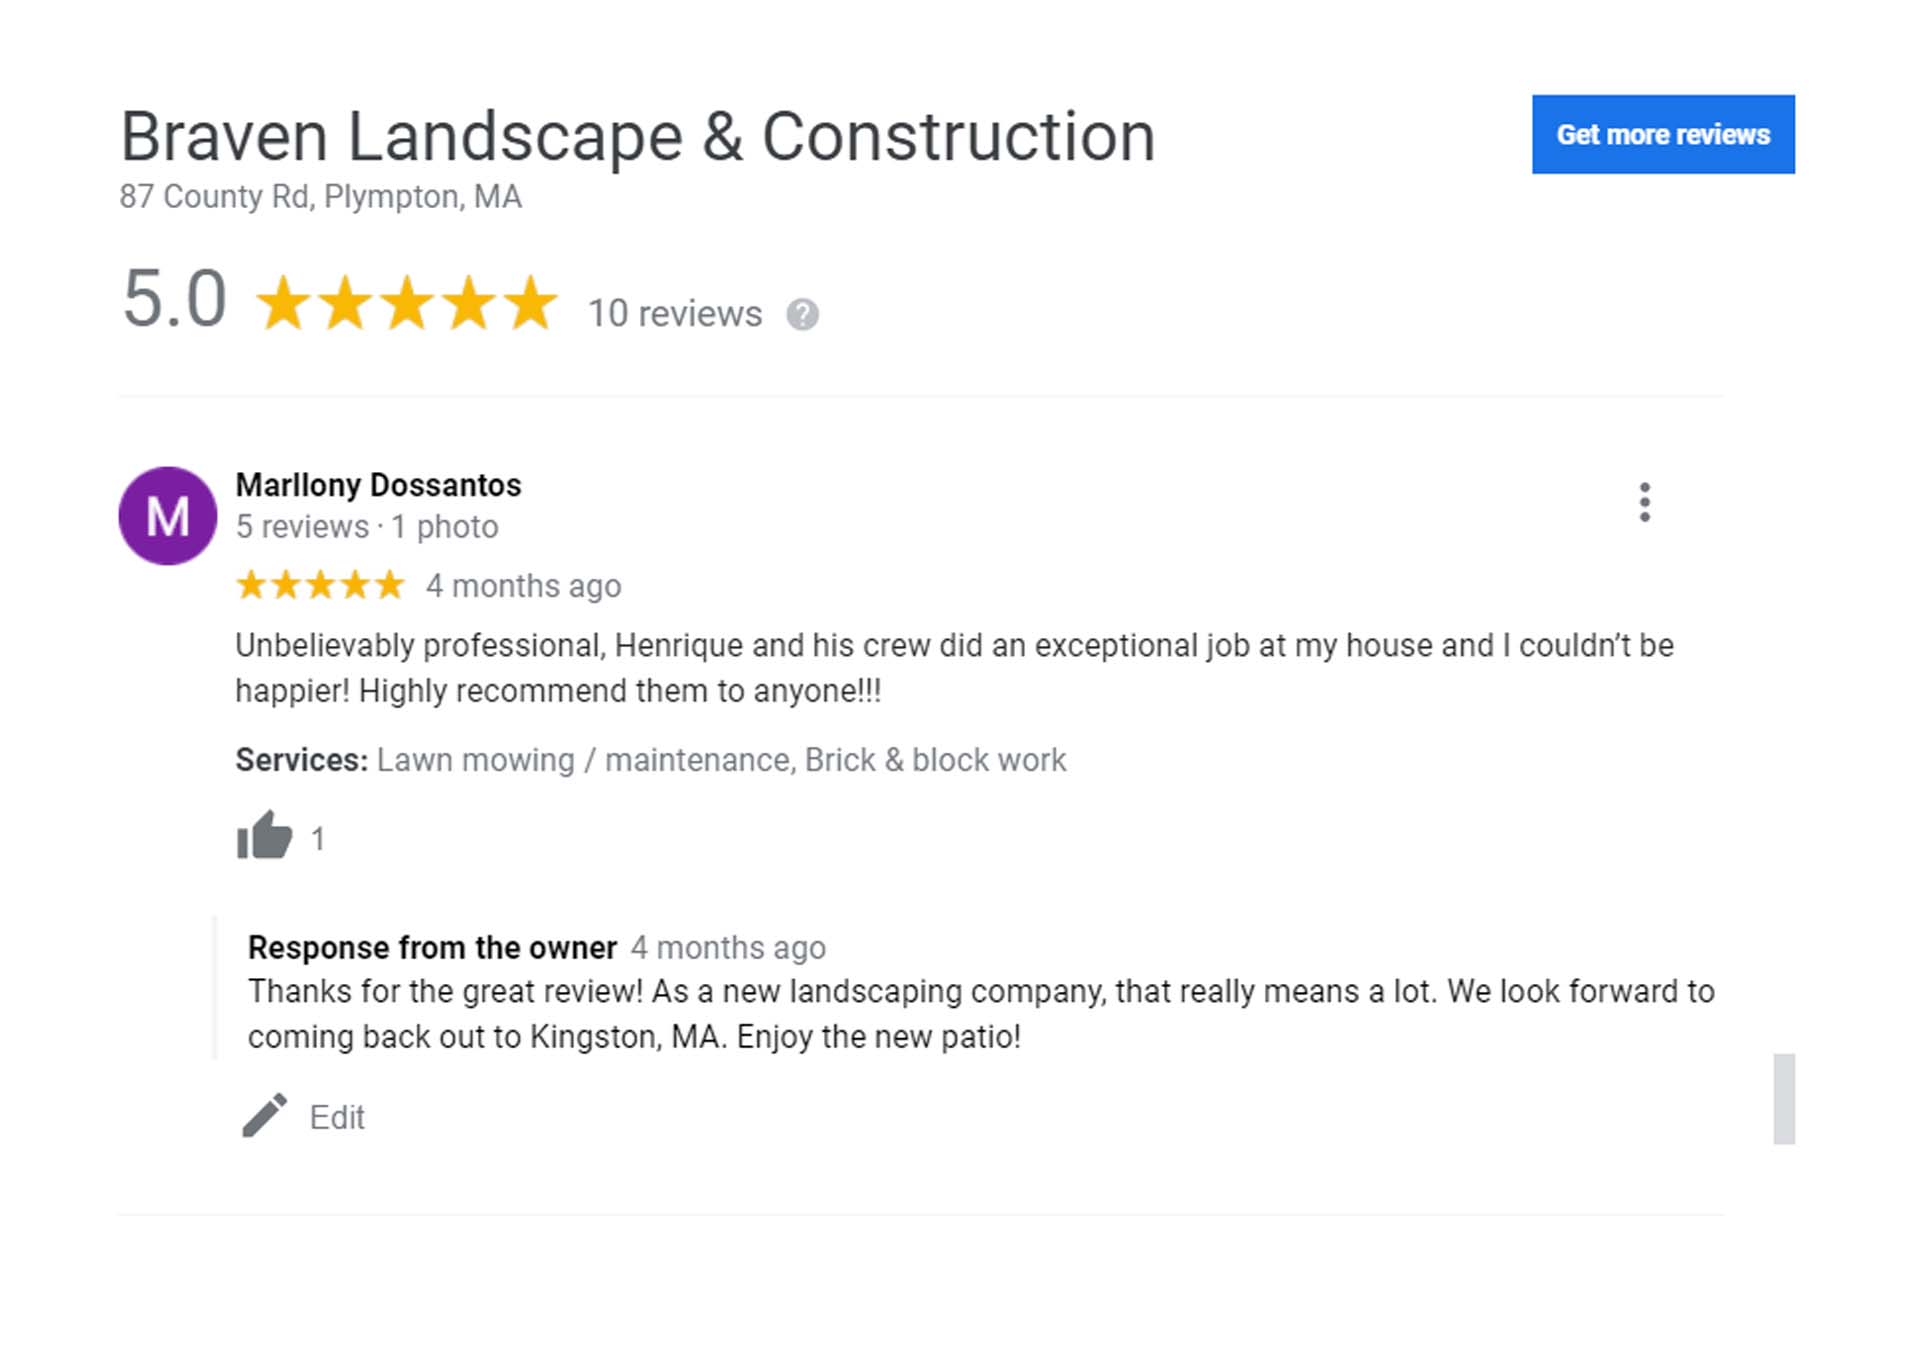 Braven Landscape & Construction
Get more reviews
87 County Rd, Plympton, MA
5.0 10 reviews ?
M
Marllony Dossantos
5 reviews · 1 photo
4 months ago
Unbelievably professional, Henrique and his crew did an exceptional job at my house and I couldn’t be
happier! Highly recommend them to anyone!!!
Services: Lawn mowing / maintenance, Brick & block work
1
Response from the owner 4 months ago
Thanks for the great review! As a new landscaping company, that really means a lot. We look forward to
coming back out to Kingston, MA. Enjoy the new patio!
Edit